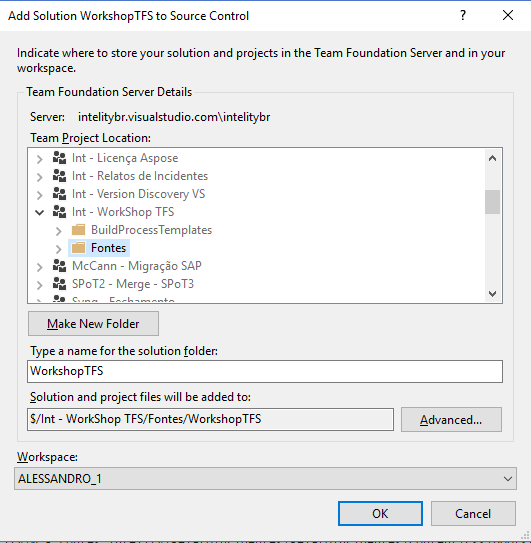 Add Solution WorkshopTFS to Source Control
?
Indicate where to store your solution and projects in the Team Foundation Server and in your
workspace.
Team Foundation Server Details
Server: intelitybr.visualstudio.com\intelitybr
Team Project Location:
Int - Licença Aspose
Int - Relatos de Incidentes
Int - Version Discovery VS
Int - WorkShop TFS
BuildProcessTemplates
Fontes
McCann - Migração SAP
SPoT2 - Merge - SPoT3
Make New Folder
Type a name for the solution folder:
WorkshopTFS
Solution and project files will be added to:
$/Int - WorkShop TFS/Fontes/WorkshopTFS
Advanced...
Workspace:
ALESSANDRO_1
OK
Cancel